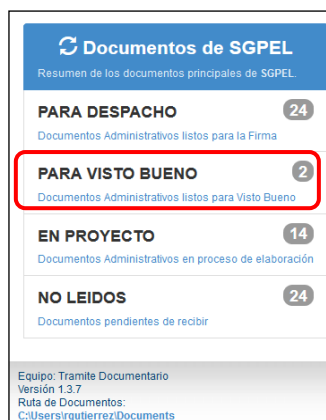 Documentos de SGPEL
Resumen de los documentos principales de SGPEL.
PARA DESPACHO 24
Documentos Administrativos listos para la Firma
PARA VISTO BUENO 2
Documentos Administrativos listos para Visto Bueno
EN PROYECTO 14
Documentos Administrativos en proceso de elaboración
NO LEIDOS 24
Documentos pendientes de recibir
Equipo: Tramite Documentario
Versión 1.3.7
Ruta de Documentos:
C:\Users\rgutierrez\Documents